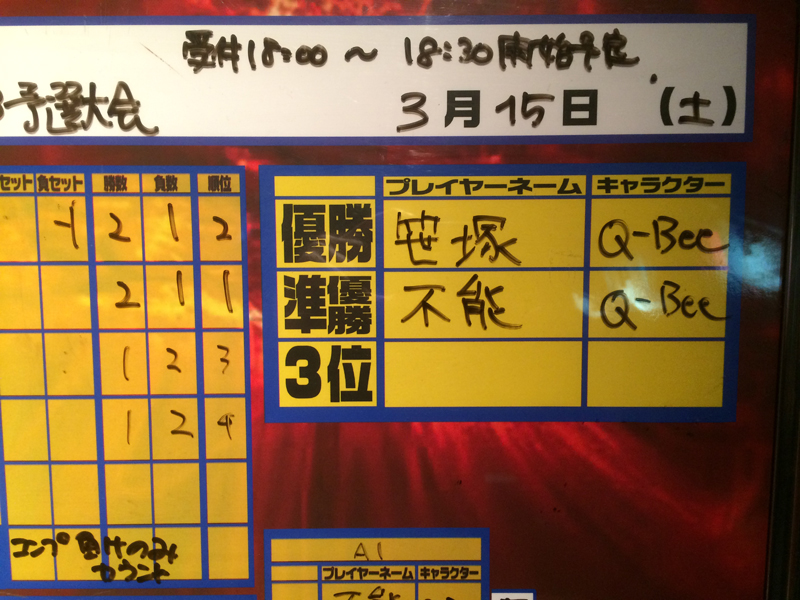 受付18:00 ～ 18:30開始予定
予選大会 3月15日 (土)
セット 負セット 勝数 負数 順位
-1 2 1 2
2 1 1
1 2 3
1 2 4
コンプ負けのみ
カウント
プレイヤーネーム キャラクター
優勝 笹塚 Q-Bee
準優勝 不能 Q-Bee
3位
A1
プレイヤーネーム キャラクター
不能